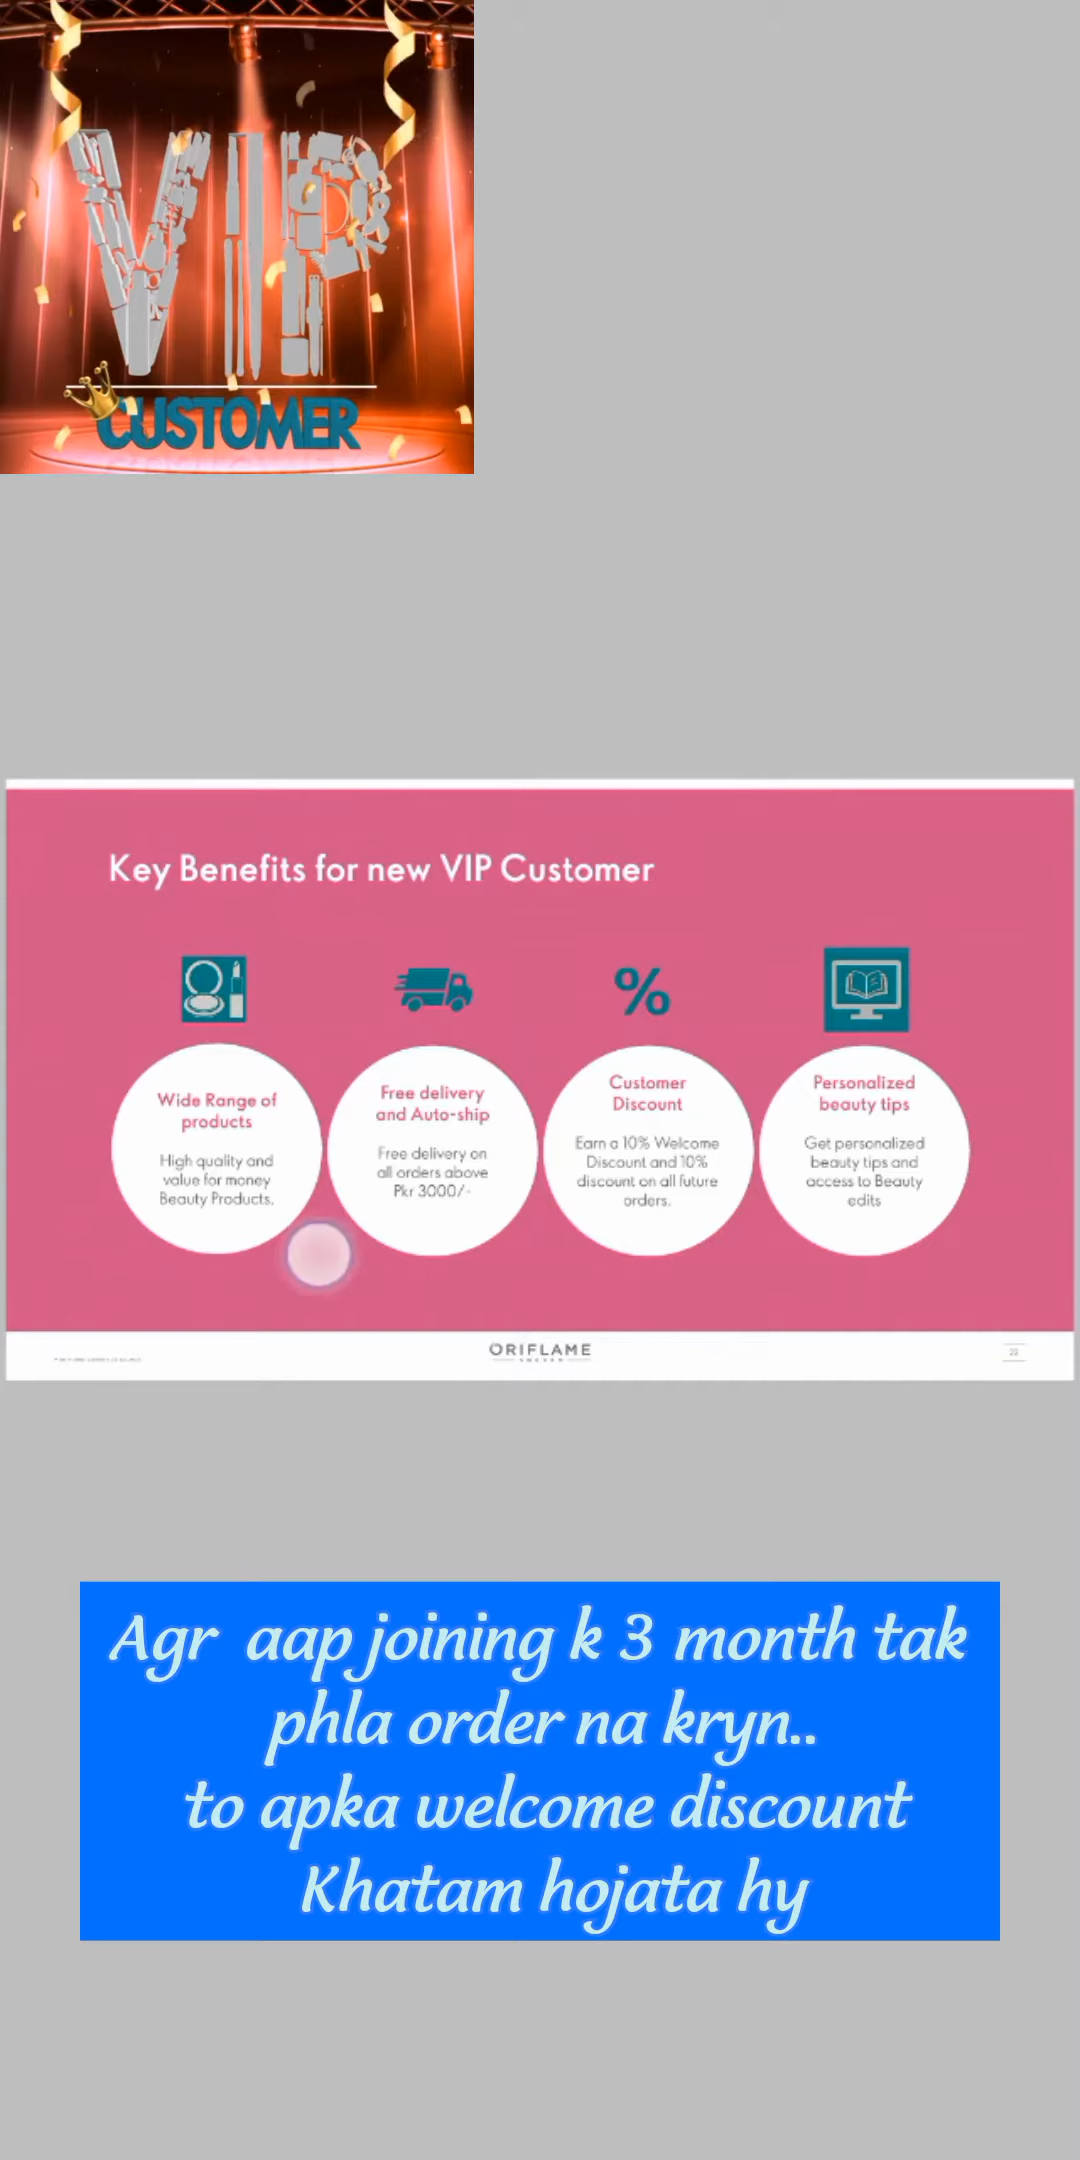 VIP
CUSTOMER
Key Benefits for new VIP Customer
%
Wide Range of
products
High quality and
value for money
Beauty Products.
Free delivery
and Auto-ship
Free delivery on
all orders above
Pkr 3000/-
Customer
Discount
Earn a 10% Welcome
Discount and 10%
discount on all future
orders.
Personalized
beauty tips
Get personalized
beauty tips and
access to Beauty
edits
ORIFLAME
SWEDEN
22
Agr aap joining k 3 month tak
phla order na kryn..
to apka welcome discount
Khatam hojata hy